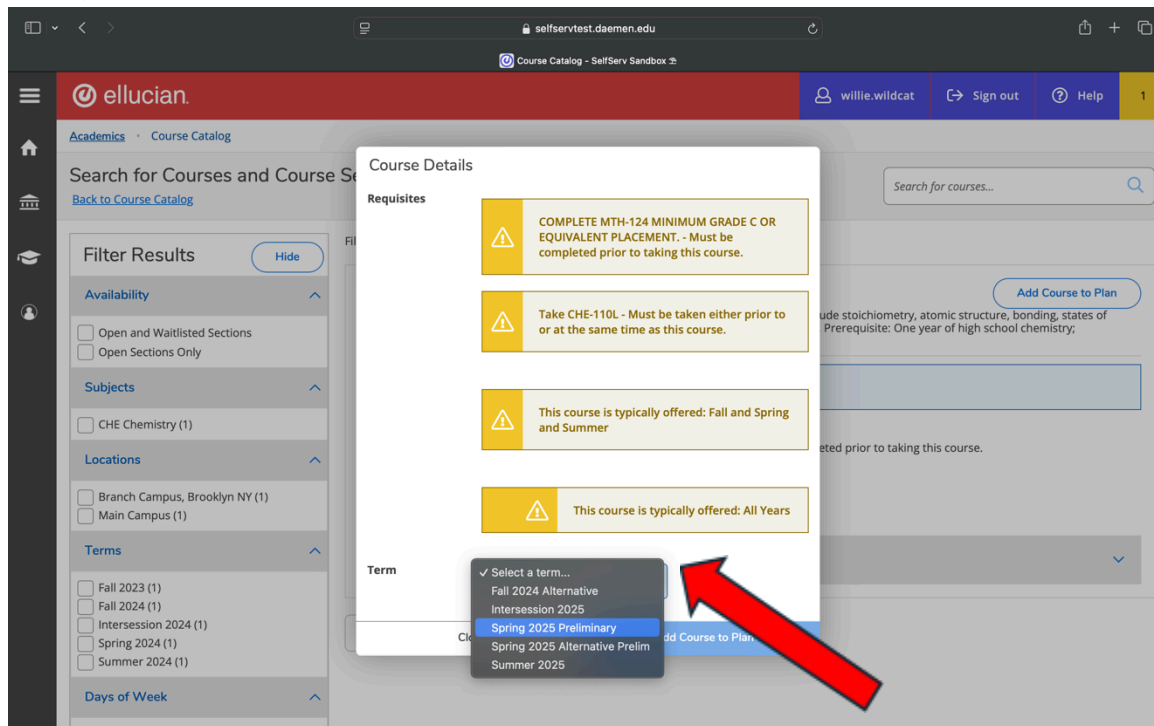 selfservtest.daemen.edu
Course Catalog - SelfServ Sandbox
ellucian.
willie.wildcat
Sign out
Help
1
Academics · Course Catalog
Search for Courses and Course Se
Back to Course Catalog
Search for courses...
Filter Results
Hide
Availability
Open and Waitlisted Sections
Open Sections Only
Subjects
CHE Chemistry (1)
Locations
Branch Campus, Brooklyn NY (1)
Main Campus (1)
Terms
Fall 2023 (1)
Fall 2024 (1)
Intersession 2024 (1)
Spring 2024 (1)
Summer 2024 (1)
Days of Week
Fil
Add Course to Plan
ude stoichiometry, atomic structure, bonding, states of
Prerequisite: One year of high school chemistry;
eted prior to taking this course.
Course Details
Requisites
COMPLETE MTH-124 MINIMUM GRADE C OR
EQUIVALENT PLACEMENT. - Must be
completed prior to taking this course.
Take CHE-110L - Must be taken either prior to
or at the same time as this course.
This course is typically offered: Fall and Spring
and Summer
This course is typically offered: All Years
Term
✓ Select a term...
Fall 2024 Alternative
Intersession 2025
Spring 2025 Preliminary
Spring 2025 Alternative Prelim
Summer 2025
Clo
dd Course to Plan